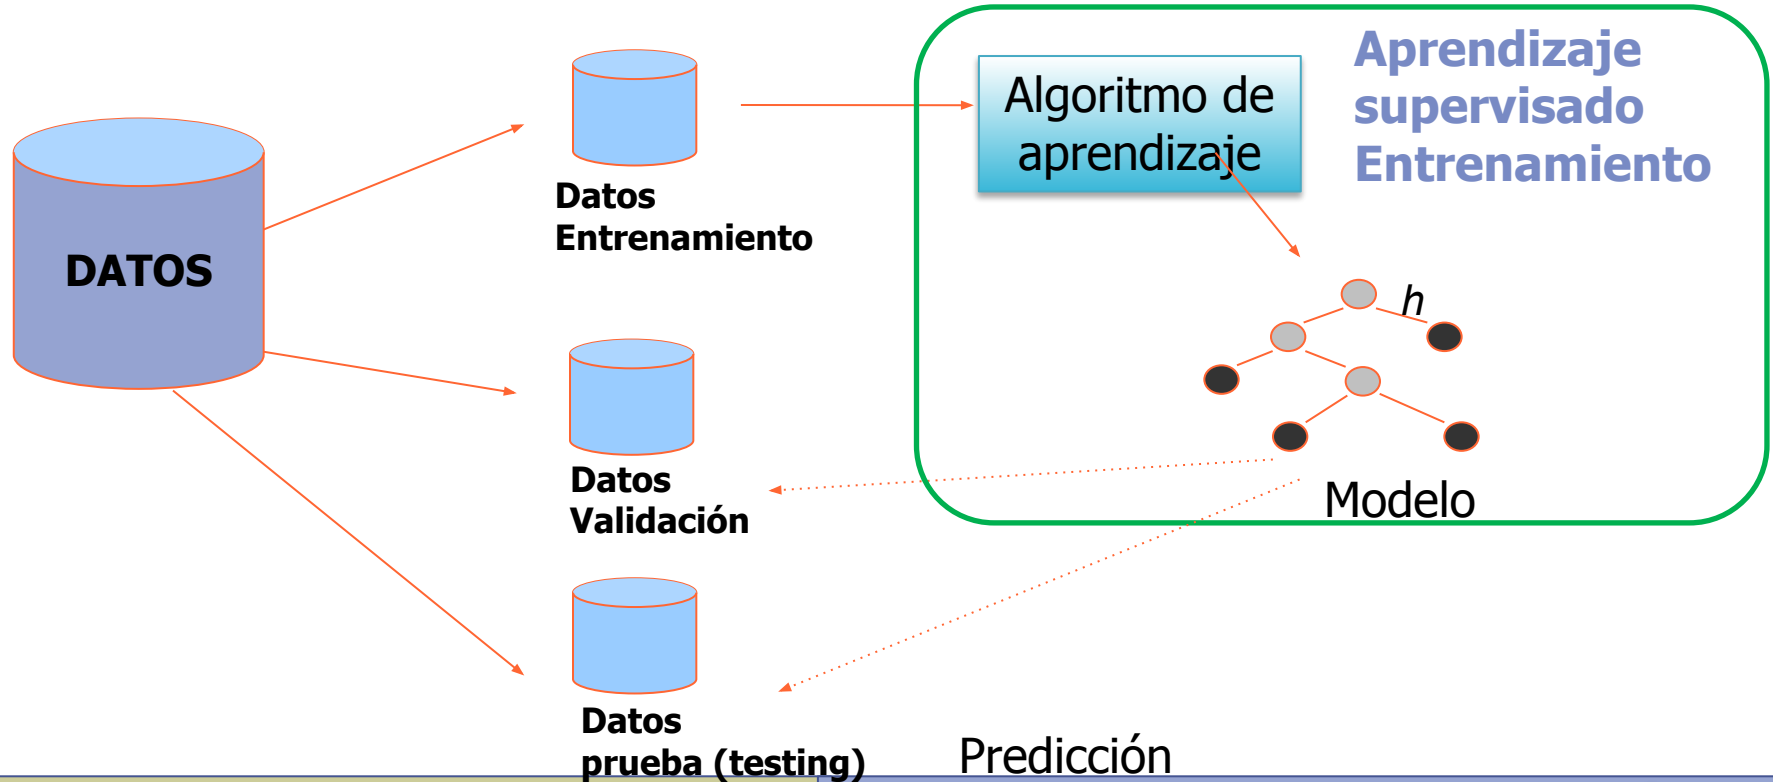 DATOS
Datos
Entrenamiento
Datos
Validación
Datos
prueba (testing)
Algoritmo de
aprendizaje
Aprendizaje
supervisado
Entrenamiento
h
Modelo
Predicción